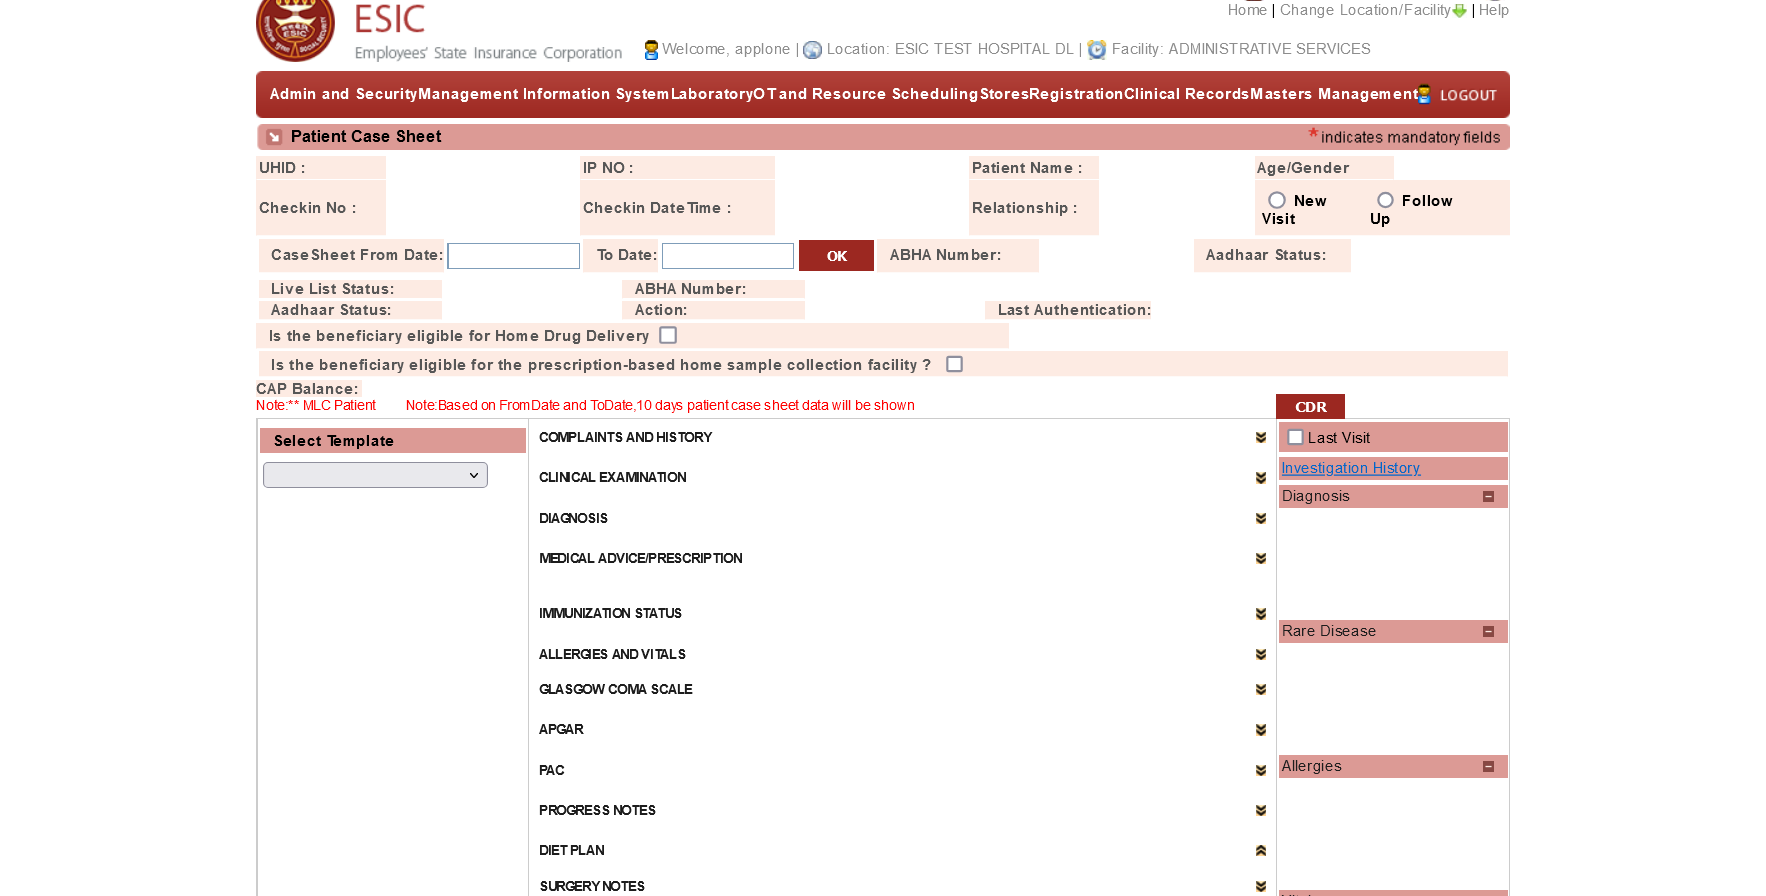 ESIC
Employees' State Insurance Corporation
Home | Change Location/Facility | Help
Welcome, applone | Location: ESIC TEST HOSPITAL DL | Facility: ADMINISTRATIVE SERVICES
Admin and Security Management Information System Laboratory OT and Resource Scheduling Stores Registration Clinical Records Masters Management LOGOUT
Patient Case Sheet
* indicates mandatory fields
UHID : IP NO : Patient Name : Age/Gender
Checkin No : Checkin DateTime : Relationship : New Visit Follow Up
CaseSheet From Date: To Date: OK ABHA Number: Aadhaar Status:
Live List Status: ABHA Number:
Aadhaar Status: Action: Last Authentication:
Is the beneficiary eligible for Home Drug Delivery
Is the beneficiary eligible for the prescription-based home sample collection facility ?
CAP Balance:
Note:** MLC Patient Note:Based on FromDate and ToDate,10 days patient case sheet data will be shown
CDR
Select Template
COMPLAINTS AND HISTORY
CLINICAL EXAMINATION
DIAGNOSIS
MEDICAL ADVICE/PRESCRIPTION
IMMUNIZATION STATUS
ALLERGIES AND VITALS
GLASGOW COMA SCALE
APGAR
PAC
PROGRESS NOTES
DIET PLAN
SURGERY NOTES
Last Visit
Investigation History
Diagnosis
Rare Disease
Allergies